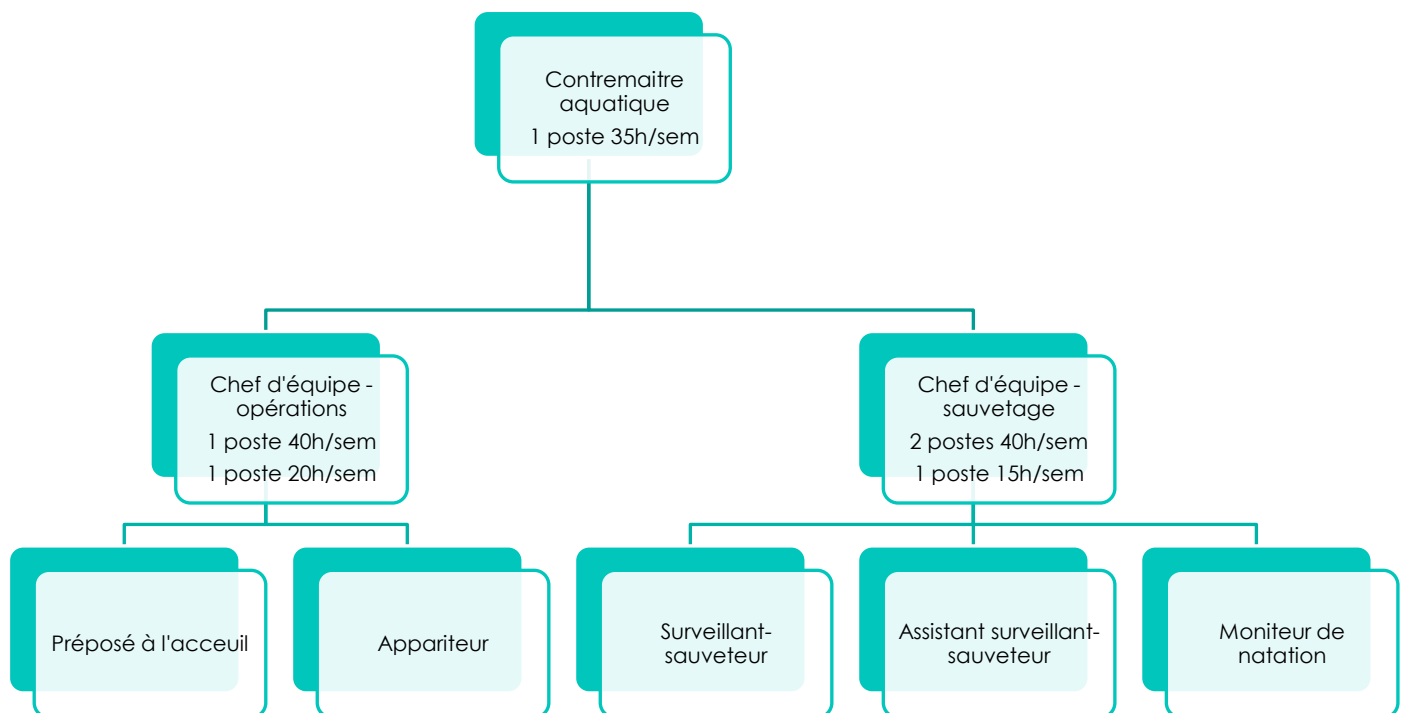 Contremaitre
aquatique
1 poste 35h/sem
Chef d'équipe -
opérations
1 poste 40h/sem
1 poste 20h/sem
Chef d'équipe -
sauvetage
2 postes 40h/sem
1 poste 15h/sem
Préposé à l'acceuil
Appariteur
Surveillant-
sauveteur
Assistant surveillant-
sauveteur
Moniteur de
natation